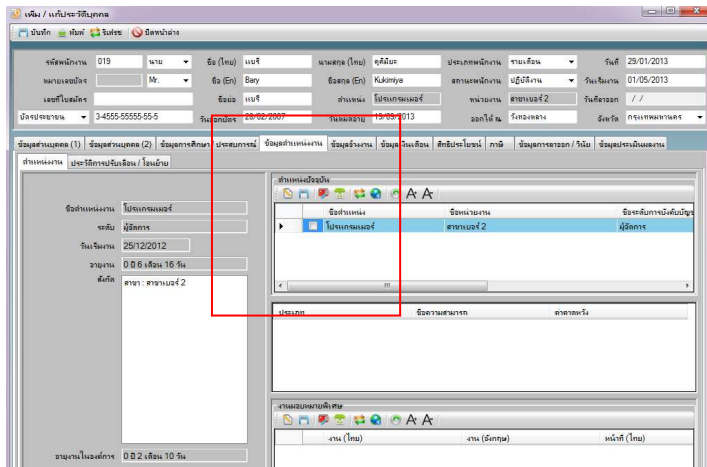 เพิ่ม / แก้ประวัติบุคคล
บันทึก พิมพ์ รีเฟรช ปิดหน้าต่าง
รหัสพนักงาน 019 นาย ชื่อ (ไทย) แบรี่ นามสกุล (ไทย) คุคิมิยะ ประเภทพนักงาน รายเดือน วันที่ 29/01/2013
หมายเลขบัตร Mr. ชื่อ (En) Bary ชื่อสกุล (En) Kukimiya สถานะพนักงาน ปฏิบัติงาน วันเริ่มงาน 01/05/2013
เลขที่ใบสมัคร ชื่อย่อ แบรี่ ตำแหน่ง โปรแกรมเมอร์ หน่วยงาน สาขาเบอร์ 2 วันที่ลาออก / /
บัตรประชาชน 3-4555-55555-55-5 วันออกบัตร 28/02/2007 วันหมดอายุ 19/09/2013 ออกให้ ณ วังทองหลาง จังหวัด กรุงเทพมหานคร
ข้อมูลส่วนบุคคล (1) ข้อมูลส่วนบุคคล (2) ข้อมูลการศึกษา ประสบการณ์ ข้อมูลตำแหน่งงาน ข้อมูลจ้างงาน ข้อมูลเงินเดือน สิทธิประโยชน์ ภาษี ข้อมูลการลาออก / วินัย ข้อมูลประเมินผลงาน
ตำแหน่งงาน ประวัติการปรับเลื่อน / โอนย้าย
ตำแหน่งปัจจุบัน
ชื่อตำแหน่งงาน โปรแกรมเมอร์
ระดับ ผู้จัดการ
วันเริ่มงาน 25/12/2012
อายุงาน 0 ปี 6 เดือน 16 วัน
สังกัด สาขา : สาขาเบอร์ 2
ชื่อตำแหน่ง ชื่อหน่วยงาน ชื่อระดับการบังคับบัญช
โปรแกรมเมอร์ สาขาเบอร์ 2 ผู้จัดการ
ประเภท ชื่อความสามารถ ค่าคาดหวัง
งานมอบหมายพิเศษ
งาน (ไทย) งาน (อังกฤษ) หน้าที่ (ไทย)
อายุงานในองค์การ 0 ปี 2 เดือน 10 วัน